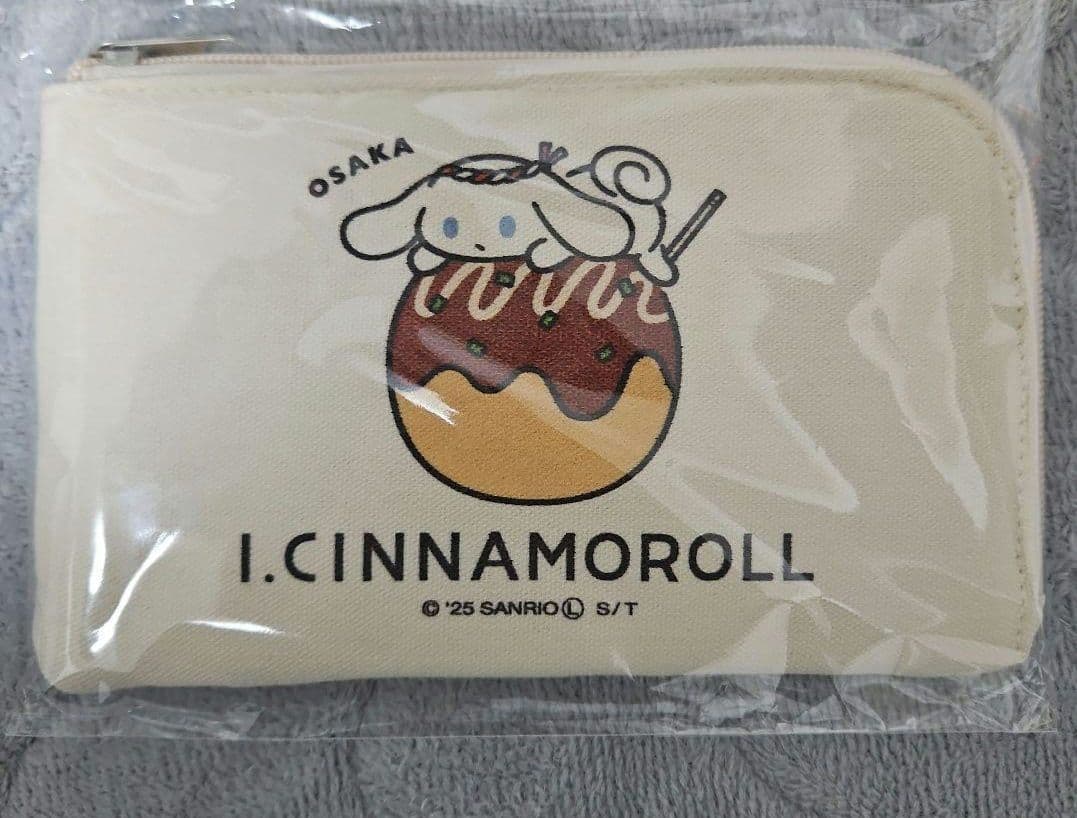 OSAKA
I.CINNAMOROLL
© '25 SANRIO Ⓛ S/T